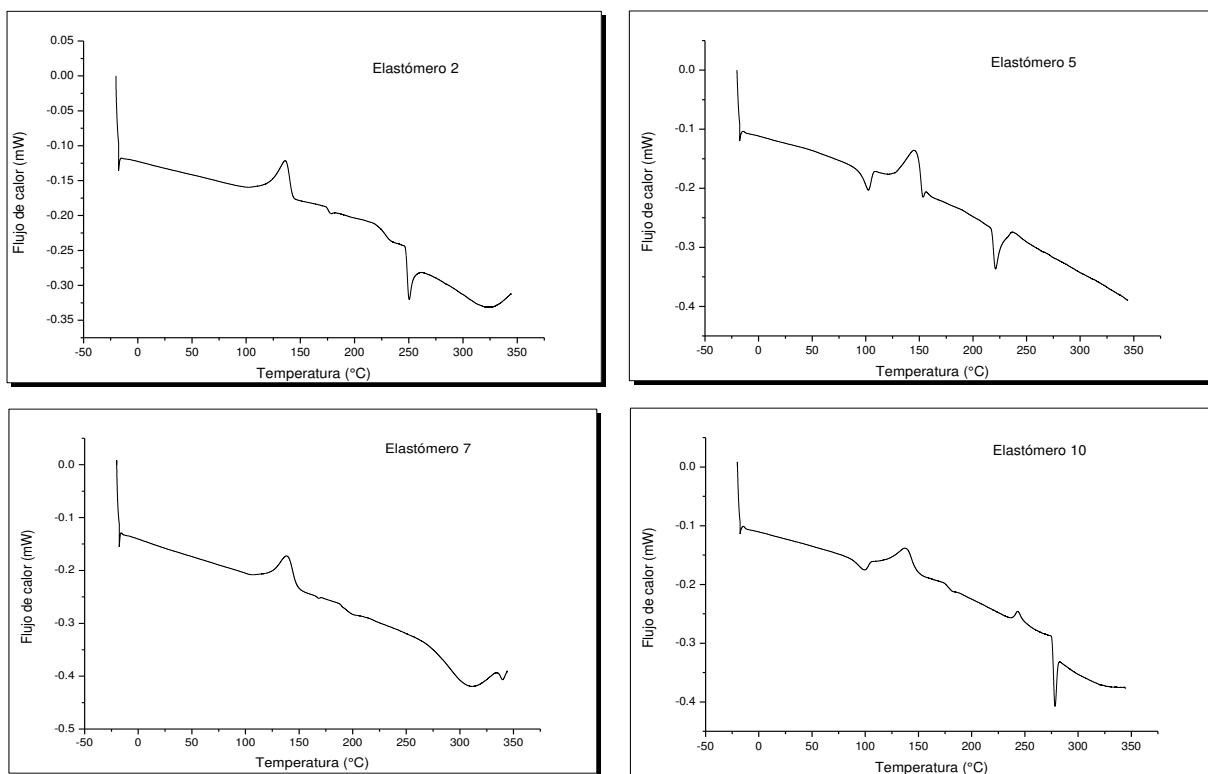 Elastómero 2
0.05
0.00
-0.05
-0.10
-0.15
-0.20
-0.25
-0.30
-0.35
Flujo de calor (mW)
-50 0 50 100 150 200 250 300 350
Temperatura (°C)
Elastómero 5
0.0
-0.1
-0.2
-0.3
-0.4
Flujo de calor (mW)
-50 0 50 100 150 200 250 300 350
Temperatura (°C)
Elastómero 7
0.0
-0.1
-0.2
-0.3
-0.4
-0.5
Flujo de calor (mW)
-50 0 50 100 150 200 250 300 350
Temperatura (°C)
Elastómero 10
0.0
-0.1
-0.2
-0.3
-0.4
Flujo de calor (mW)
-50 0 50 100 150 200 250 300 350
Temperatura (°C)